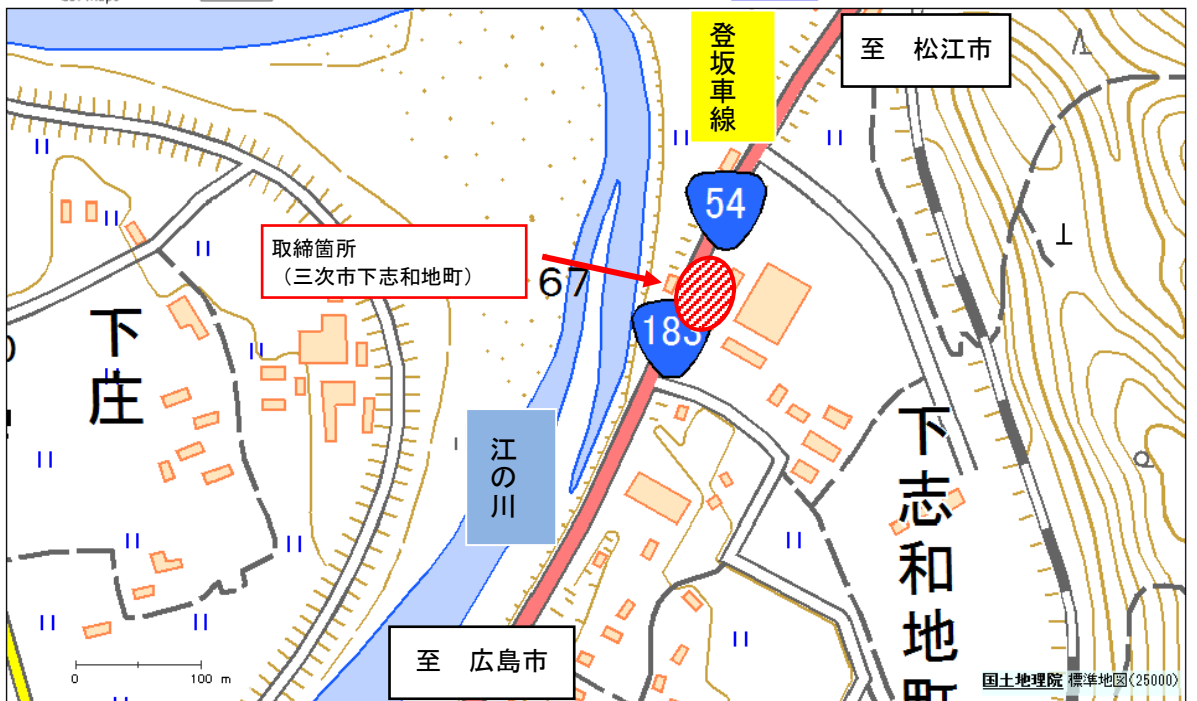 登坂車線
至　松江市
54
取締箇所
（三次市下志和地町）
67
183
下庄
江の川
下志和地町
至　広島市
0
100 m
国土地理院 標準地図(25000)